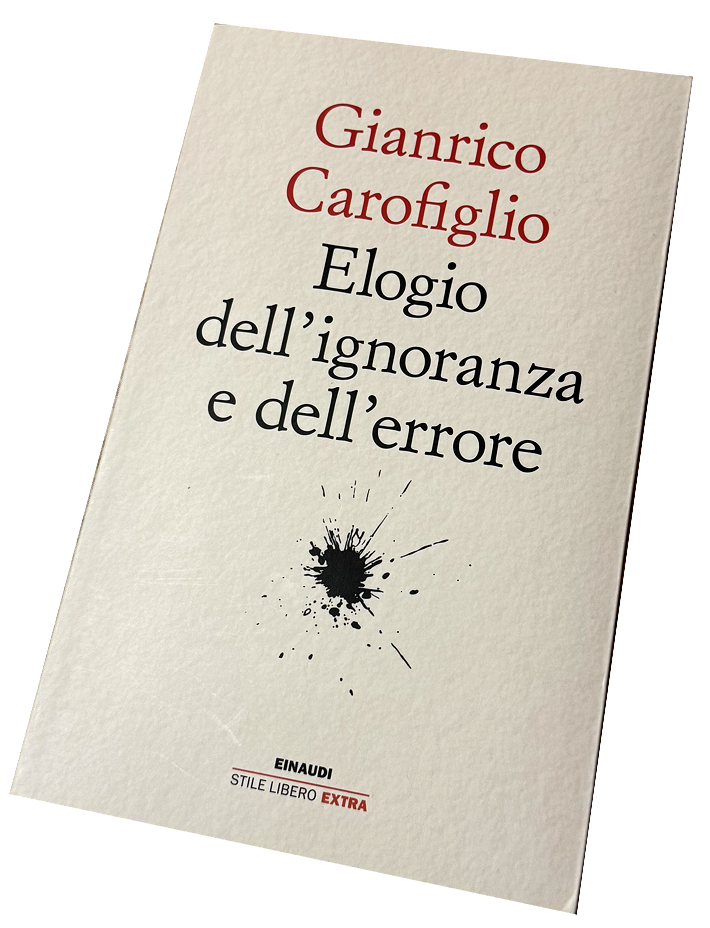 Gianrico
Carofiglio
Elogio
dell'ignoranza
e dell'errore
EINAUDI
STILE LIBERO EXTRA